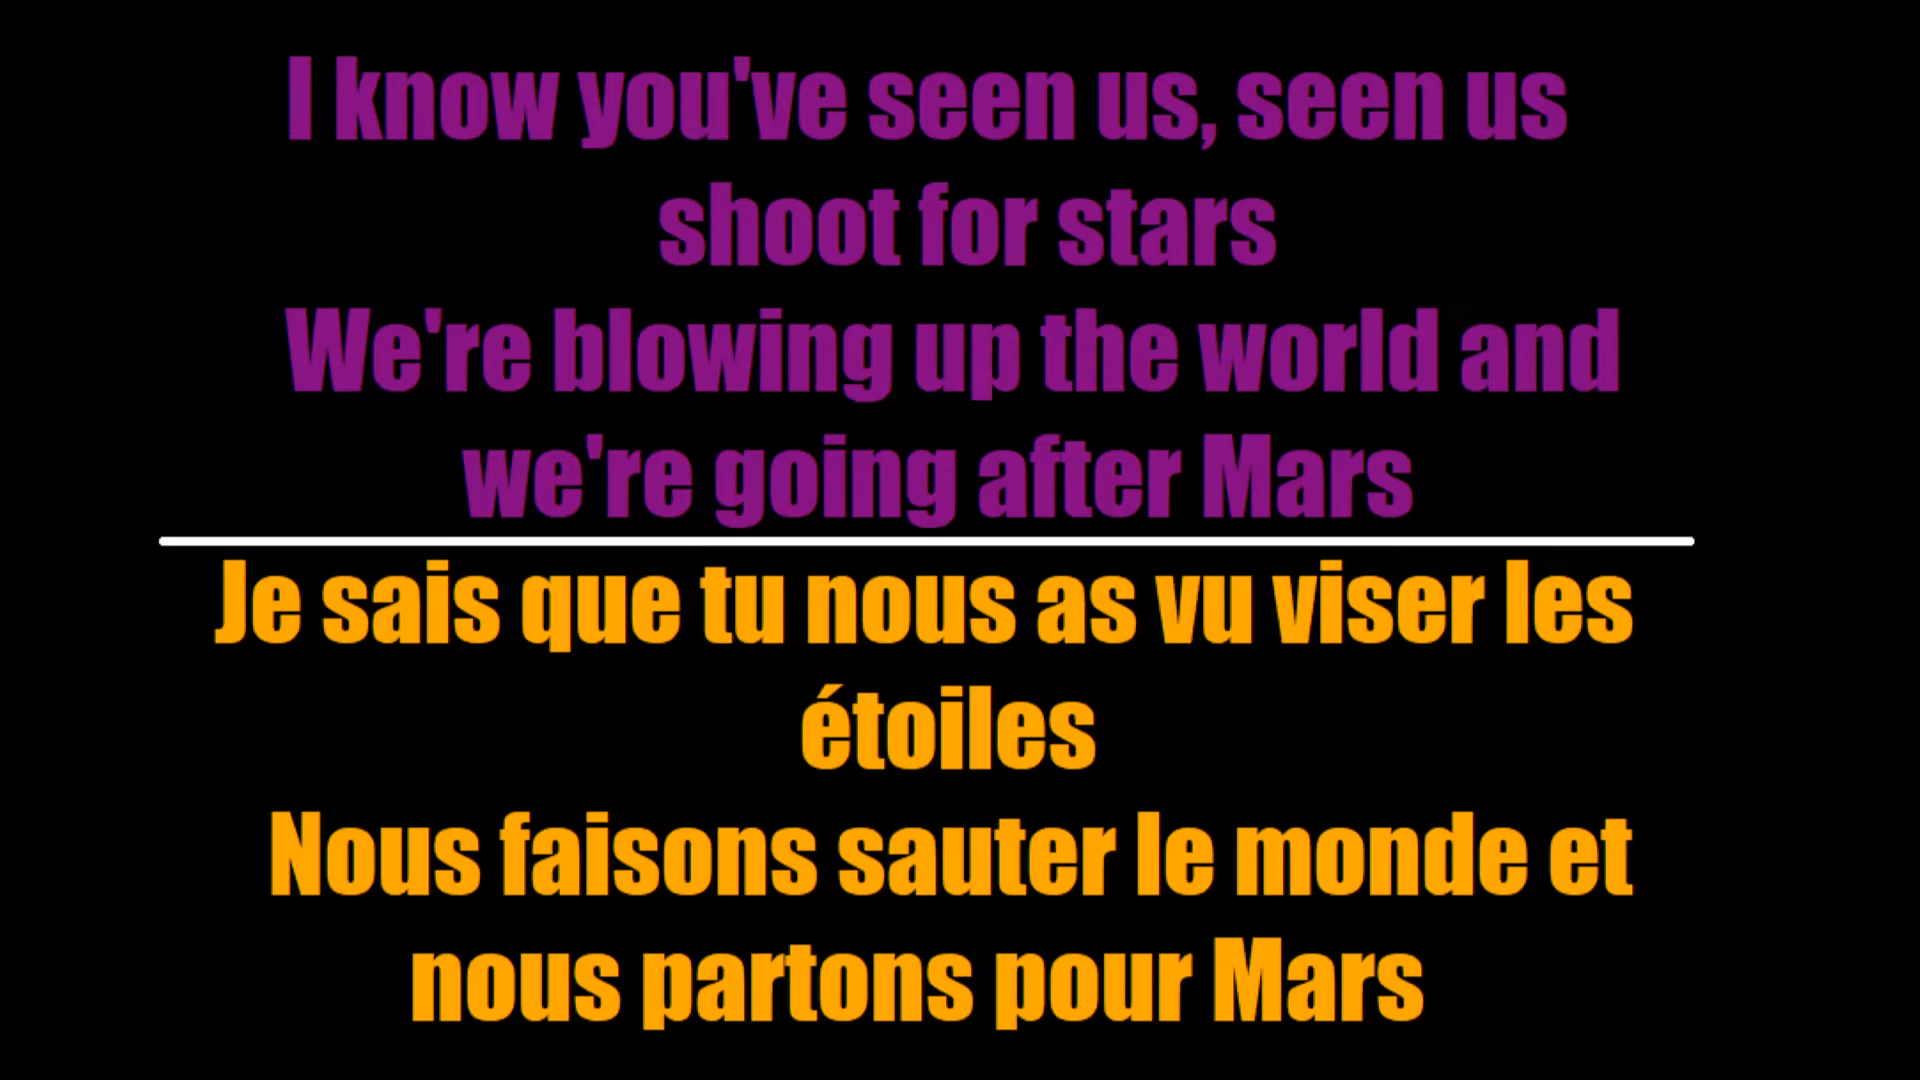 I know you've seen us, seen us
shoot for stars
We're blowing up the world and
we're going after Mars
Je sais que tu nous as vu viser les
étoiles
Nous faisons sauter le monde et
nous partons pour Mars